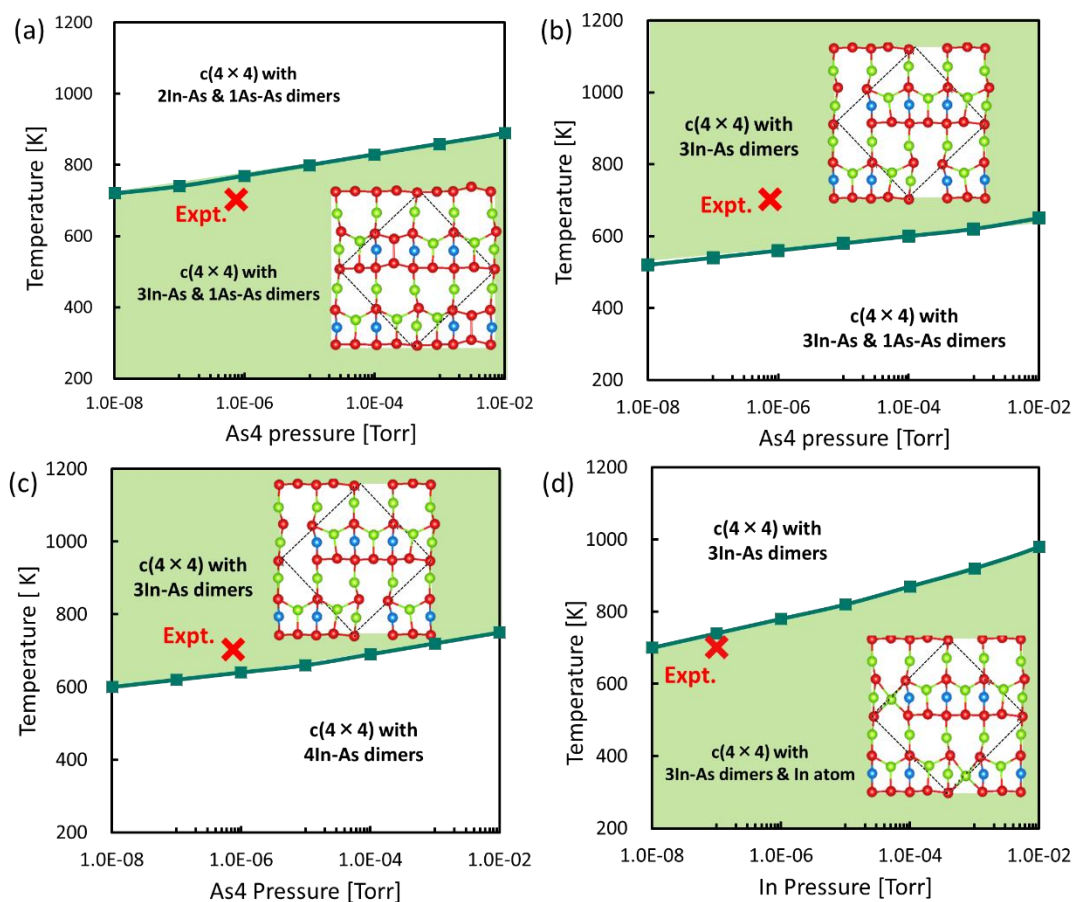 (a)
1200
1000
800
600
400
200
Temperature [K]
c(4×4) with
2In-As & 1As-As dimers
Expt.
c(4×4) with
3In-As & 1As-As dimers
1.0E-08
1.0E-06
1.0E-04
1.0E-02
As4 pressure [Torr]
(b)
1200
1000
800
600
400
200
Temperature [K]
c(4×4) with
3In-As dimers
Expt.
c(4×4) with
3In-As & 1As-As dimers
1.0E-08
1.0E-06
1.0E-04
1.0E-02
As4 pressure [Torr]
(c)
1200
1000
800
600
400
200
Temperature [ K]
c(4×4) with
3In-As dimers
Expt.
c(4×4) with
4In-As dimers
1.0E-08
1.0E-06
1.0E-04
1.0E-02
As4 Pressure [Torr]
(d)
1200
1000
800
600
400
200
Temperature [K]
c(4×4) with
3In-As dimers
Expt.
c(4×4) with
3In-As dimers & In atom
1.0E-08
1.0E-06
1.0E-04
1.0E-02
In Pressure [Torr]